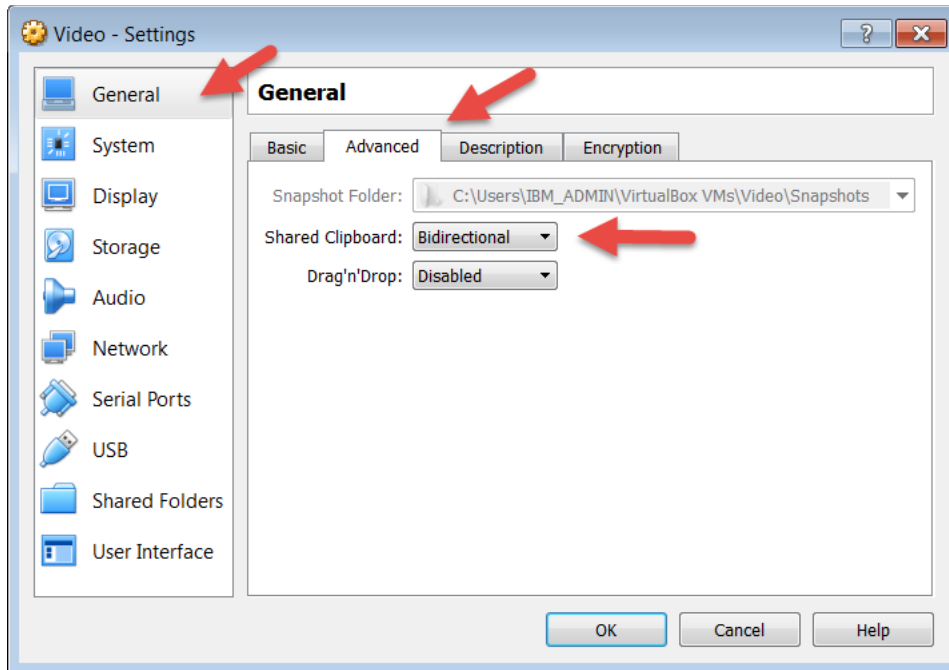 Video - Settings
General
System
Display
Storage
Audio
Network
Serial Ports
USB
Shared Folders
User Interface
General
Basic Advanced Description Encryption
Snapshot Folder: C:\Users\IBM_ADMIN\VirtualBox VMs\Video\Snapshots
Shared Clipboard: Bidirectional
Drag'n'Drop: Disabled
OK Cancel Help